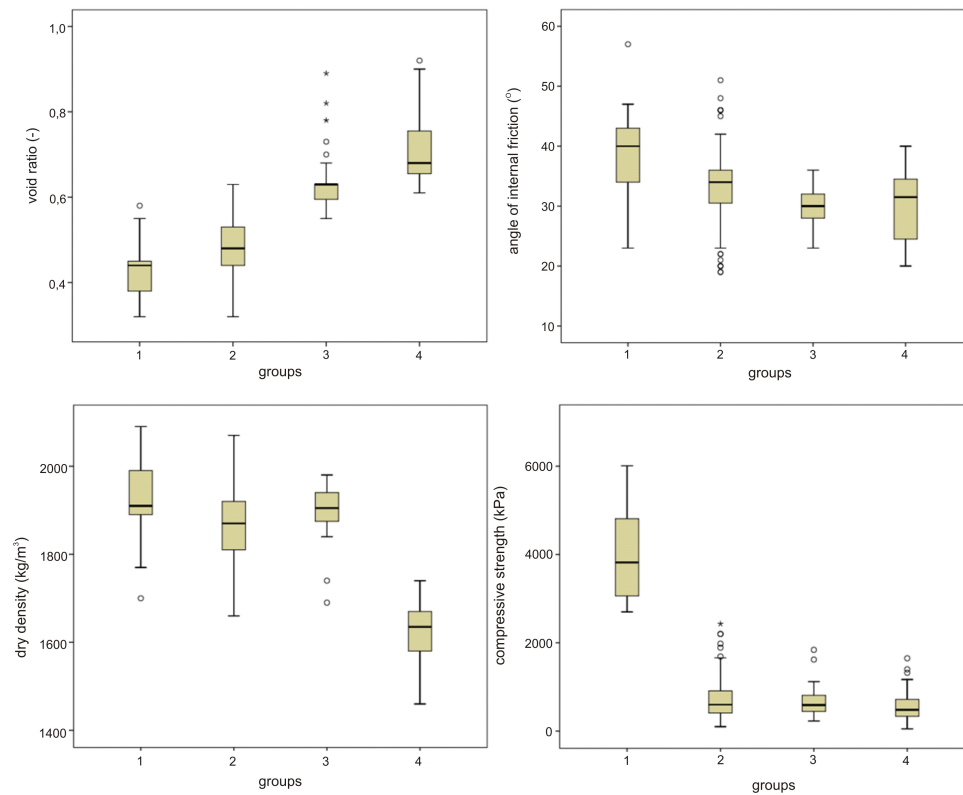 void ratio (-)
1,0
0,8
0,6
0,4
1 2 3 4
groups
angle of internal friction (°)
60
50
40
30
20
10
1 2 3 4
groups
dry density (kg/m³)
2000
1800
1600
1400
1 2 3 4
groups
compressive strength (kPa)
6000
4000
2000
0
1 2 3 4
groups